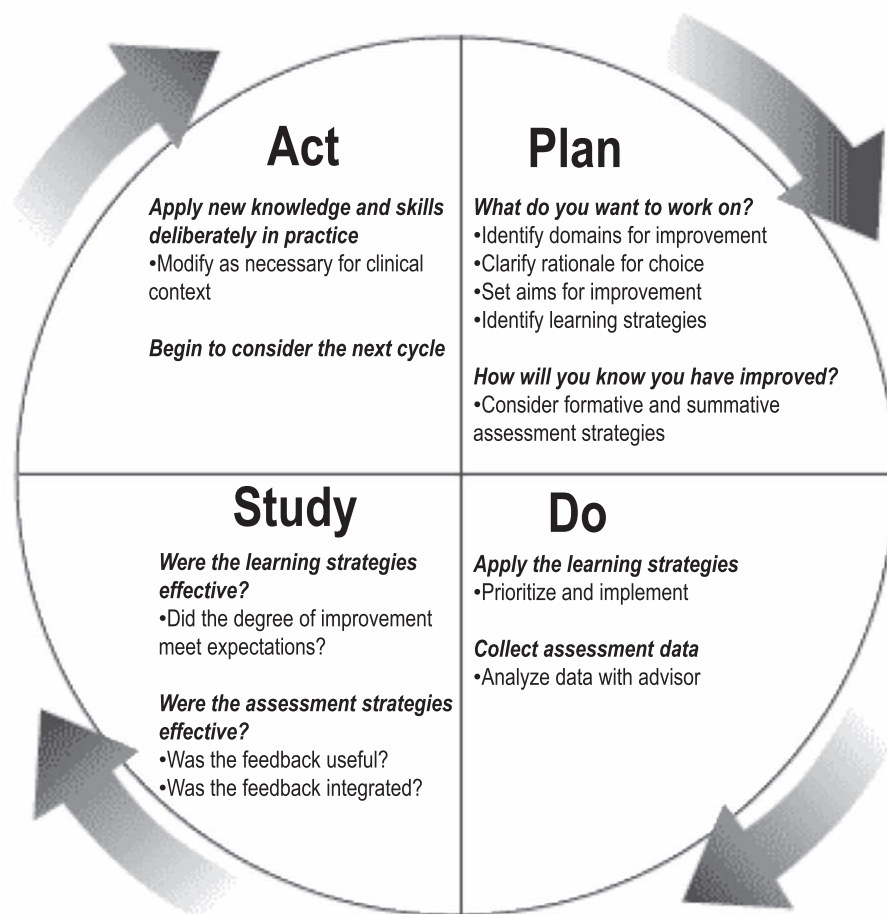 Act
Apply new knowledge and skills
deliberately in practice
•Modify as necessary for clinical
context
Begin to consider the next cycle
Plan
What do you want to work on?
•Identify domains for improvement
•Clarify rationale for choice
•Set aims for improvement
•Identify learning strategies
How will you know you have improved?
•Consider formative and summative
assessment strategies
Study
Were the learning strategies
effective?
•Did the degree of improvement
meet expectations?
Were the assessment strategies
effective?
•Was the feedback useful?
•Was the feedback integrated?
Do
Apply the learning strategies
•Prioritize and implement
Collect assessment data
•Analyze data with advisor